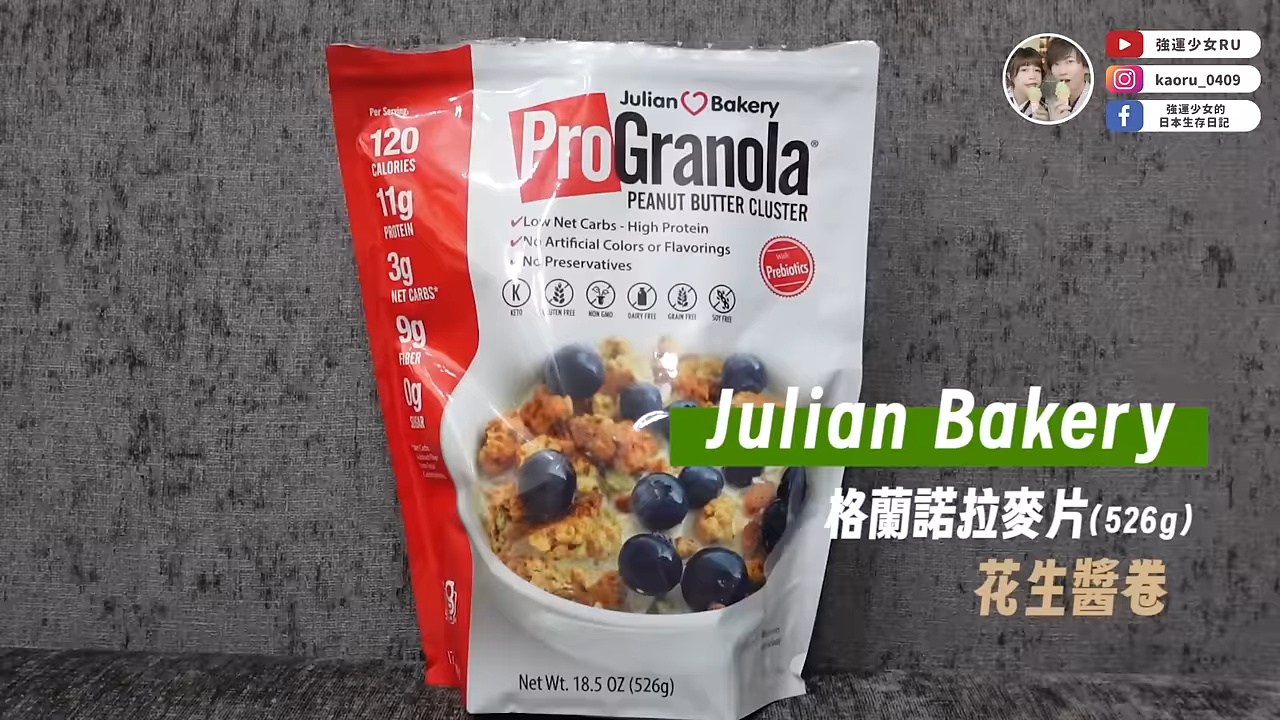 強運少女RU
kaoru_0409
強運少女的
日本生存日記
Per Serving:
120
CALORIES
11g
PROTEIN
3g
NET CARBS*
9g
FIBER
0g
SUGAR
Julian Bakery
ProGranola®
PEANUT BUTTER CLUSTER
Low Net Carbs - High Protein
No Artificial Colors or Flavorings
No Preservatives
With
Prebiotics
K
KETO
GLUTEN FREE
NON GMO
DAIRY FREE
GRAIN FREE
SOY FREE
Net Wt. 18.5 OZ (526g)
Julian Bakery
格蘭諾拉麥片(526g)
花生醬卷